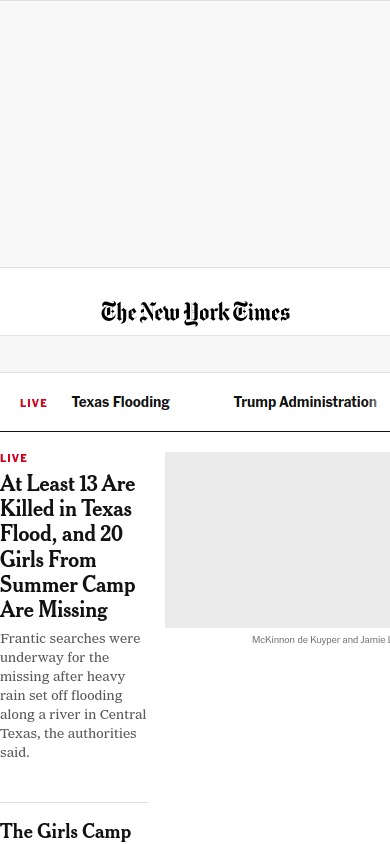 The New York Times
LIVE Texas Flooding Trump Administration
LIVE
At Least 13 Are
Killed in Texas
Flood, and 20
Girls From
Summer Camp
Are Missing
McKinnon de Kuyper and Jamie L
Frantic searches were
underway for the
missing after heavy
rain set off flooding
along a river in Central
Texas, the authorities
said.
The Girls Camp